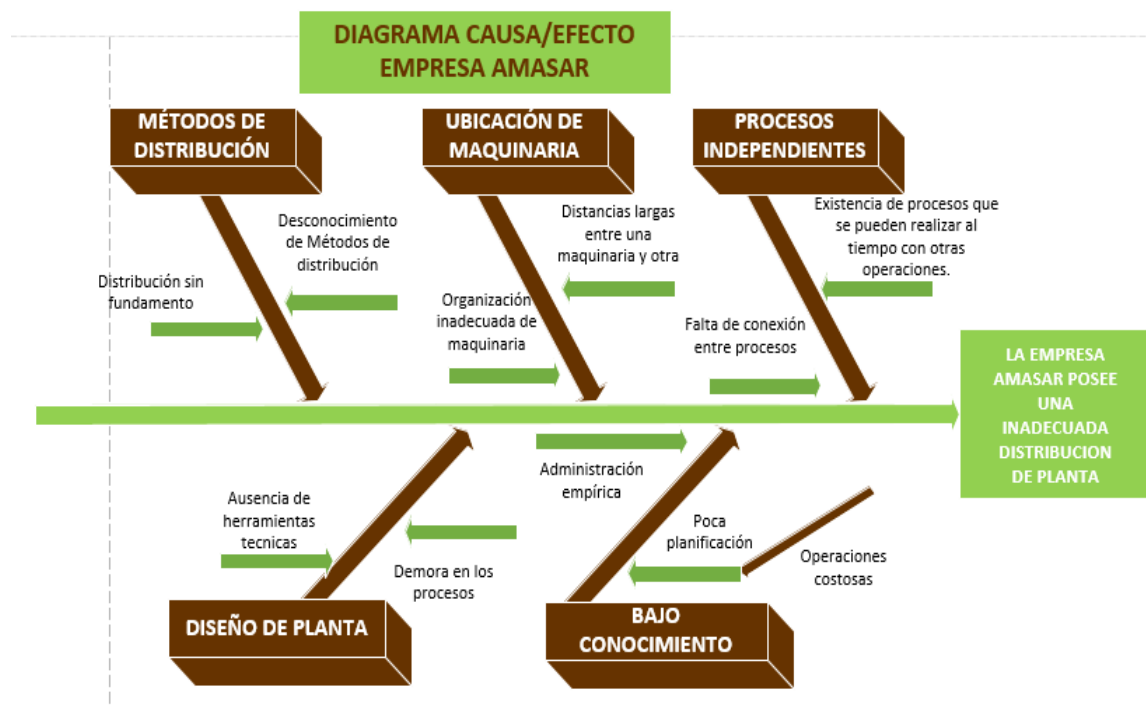 DIAGRAMA CAUSA/EFECTO
EMPRESA AMASAR
MÉTODOS DE
DISTRIBUCIÓN
UBICACIÓN DE
MAQUINARIA
PROCESOS
INDEPENDIENTES
Desconocimiento
de Métodos de
distribución
Distribución sin
fundamento
Distancias largas
entre una
maquinaria y otra
Organización
inadecuada de
maquinaria
Existencia de procesos que
se pueden realizar al
tiempo con otras
operaciones.
Falta de conexión
entre procesos
LA EMPRESA
AMASAR POSEE
UNA
INADECUADA
DISTRIBUCION
DE PLANTA
Ausencia de
herramientas
tecnicas
Demora en los
procesos
Administración
empírica
Poca
planificación
Operaciones
costosas
DISEÑO DE PLANTA
BAJO
CONOCIMIENTO